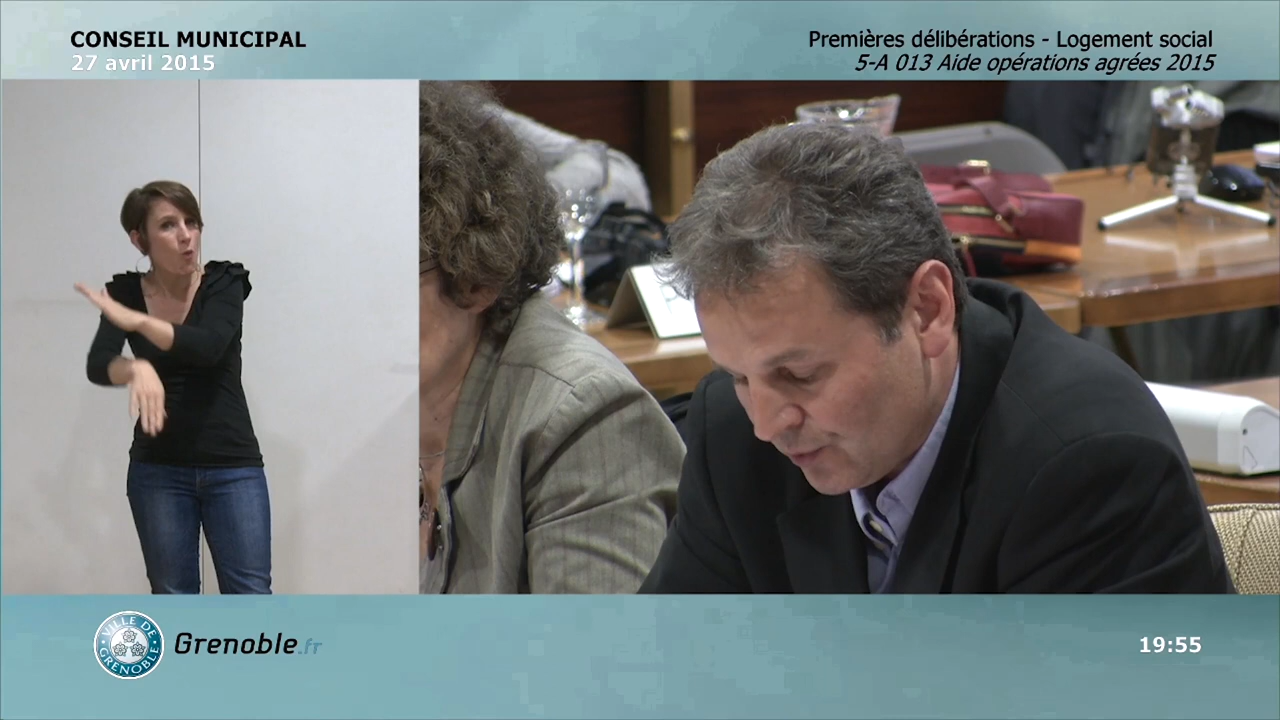 CONSEIL MUNICIPAL
27 avril 2015
Premières délibérations - Logement social
5-A 013 Aide opérations agrées 2015
VILLE DE GRENOBLE
Grenoble.fr
19:55